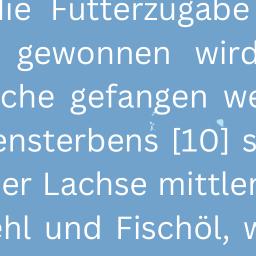 die Futterzugabe
gewonnen wird
che gefangen we
ensterbens [10] s
er Lachse mittler
ehl und Fischöl, w